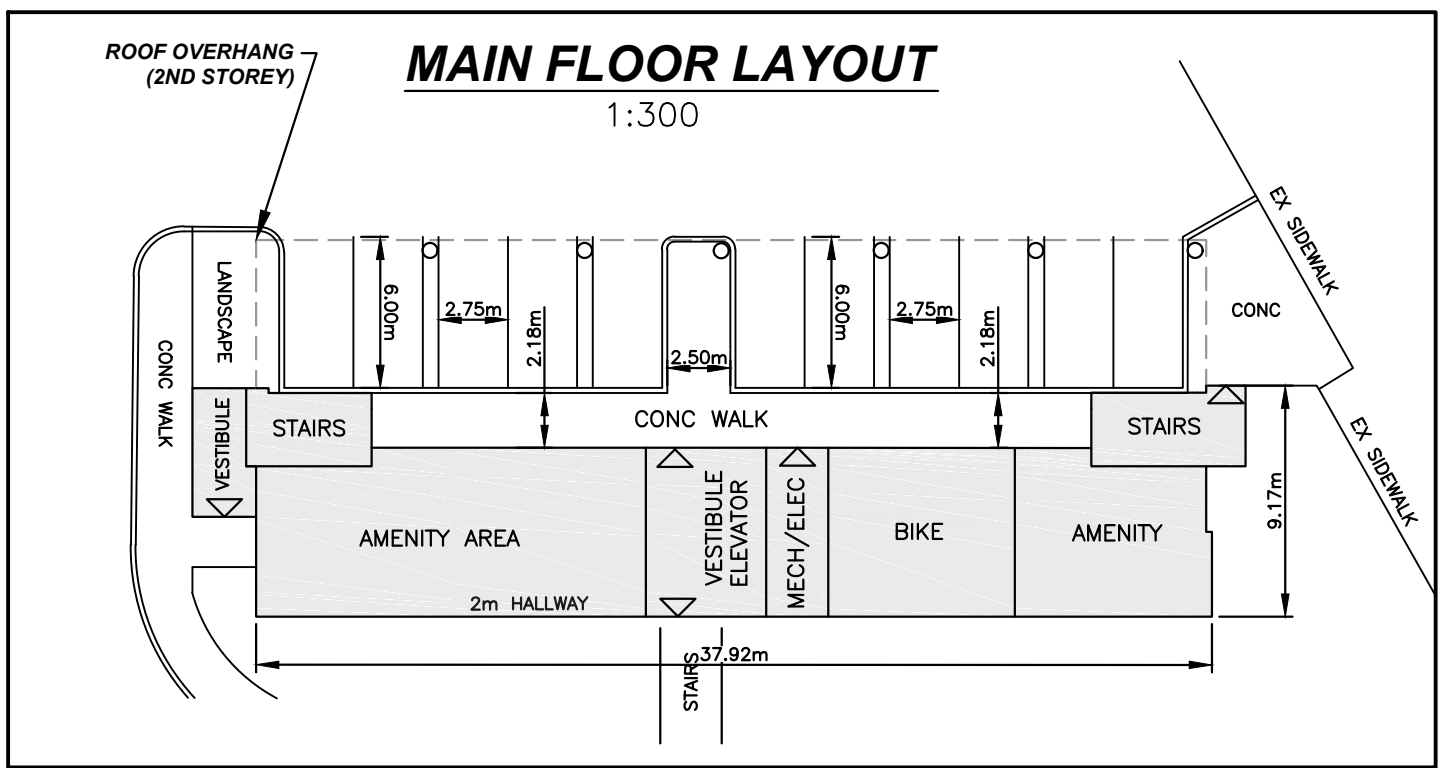 ROOF OVERHANG
(2ND STOREY)
MAIN FLOOR LAYOUT
1:300
EX SIDEWALK
LANDSCAPE
6.00m
2.75m
2.18m
2.50m
6.00m
2.75m
2.18m
CONC
CONC WALK
VESTIBULE
STAIRS
CONC WALK
STAIRS
EX SIDEWALK
AMENITY AREA
VESTIBULE
ELEVATOR
MECH/ELEC
BIKE
AMENITY
9.17m
2m HALLWAY
STAIRS
37.92m